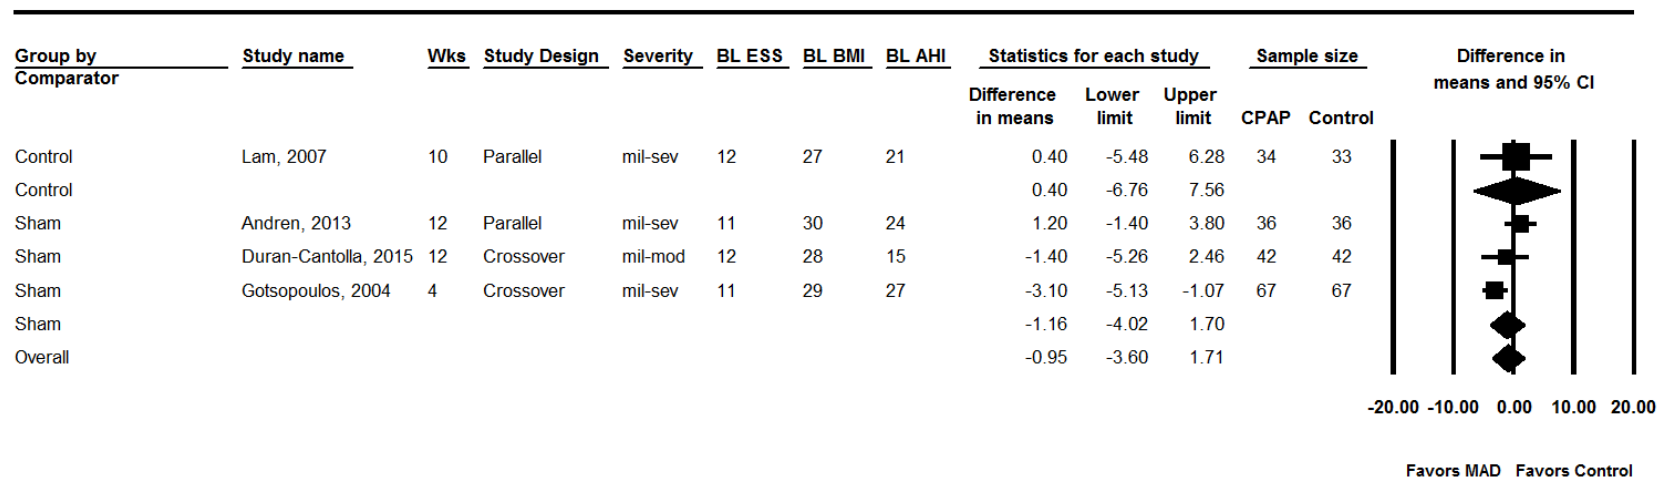 Group by Comparator Study name Wks Study Design Severity BL ESS BL BMI BL AHI Statistics for each study Sample size Difference in means and 95% CI
Difference in means Lower limit Upper limit CPAP Control
Control Lam, 2007 10 Parallel mil-sev 12 27 21 0.40 -5.48 6.28 34 33
Control 0.40 -6.76 7.56
Sham Andren, 2013 12 Parallel mil-sev 11 30 24 1.20 -1.40 3.80 36 36
Sham Duran-Cantolla, 2015 12 Crossover mil-mod 12 28 15 -1.40 -5.26 2.46 42 42
Sham Gotsopoulos, 2004 4 Crossover mil-sev 11 29 27 -3.10 -5.13 -1.07 67 67
Sham -1.16 -4.02 1.70
Overall -0.95 -3.60 1.71
-20.00 -10.00 0.00 10.00 20.00
Favors MAD Favors Control